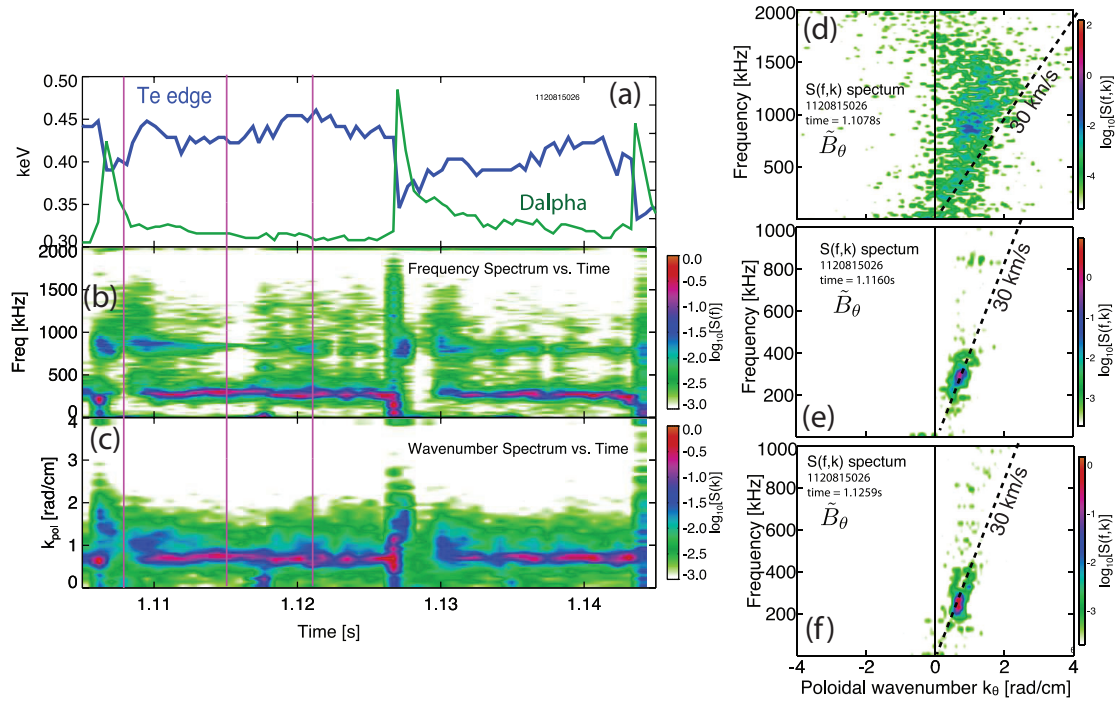 (a)
Te edge
1120815026
Dalpha
keV
0.50
0.45
0.40
0.35
0.30
(b)
Frequency Spectrum vs. Time
Freq [kHz]
2000
1500
1000
500
0
0.0
-0.5
-1.0
-1.5
-2.0
-2.5
-3.0
log10[S(f)]
(c)
Wavenumber Spectrum vs. Time
kpol [rad/cm]
4
3
2
1
0
0.0
-0.5
-1.0
-1.5
-2.0
-2.5
-3.0
log10[S(k)]
1.11
1.12
1.13
1.14
Time [s]
(d)
S(f,k) spectum
1120815026
time = 1.1078s
B̃θ
30 km/s
Frequency [kHz]
2000
1500
1000
500
0
2
0
-2
-4
log10[S(f,k)]
(e)
S(f,k) spectum
1120815026
time = 1.1160s
B̃θ
30 km/s
Frequency [kHz]
1000
800
600
400
200
0
-1
-2
-3
log10[S(f,k)]
(f)
S(f,k) spectum
1120815026
time = 1.1259s
B̃θ
30 km/s
Frequency [kHz]
1000
800
600
400
200
0
-1
-2
-3
log10[S(f,k)]
-4
-2
0
2
4
Poloidal wavenumber kθ [rad/cm]